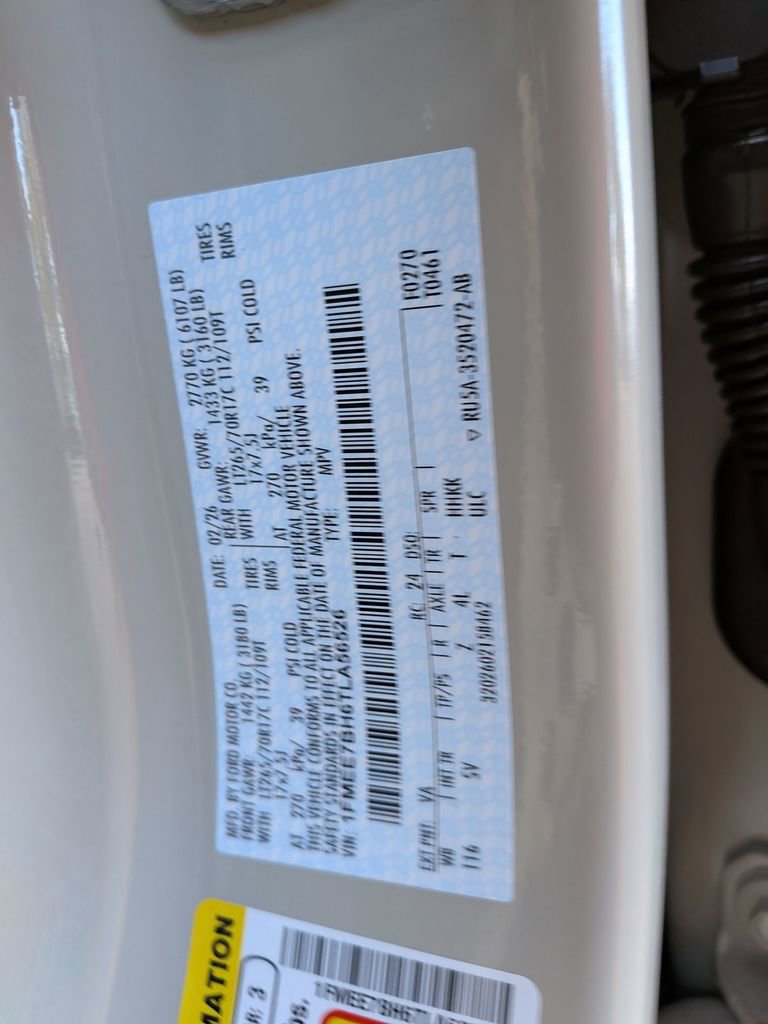 MFD. BY FORD MOTOR CO.
DATE: 02/26 GVWR: 2770 KG ( 6107 LB)
FRONT GAWR: 1442 KG ( 3180 LB) REAR GAWR: 1433 KG ( 3160 LB)
WITH LT265/70R17C 112/109T TIRES WITH LT265/70R17C 112/109T TIRES
17x7.5J RIMS 17x7.5J RIMS
AT 270 kPa/ 39 PSI COLD AT 270 kPa/ 39 PSI COLD
THIS VEHICLE CONFORMS TO ALL APPLICABLE FEDERAL MOTOR VEHICLE
SAFETY STANDARDS IN EFFECT ON THE DATE OF MANUFACTURE SHOWN ABOVE.
VIN: 1FMEE7BH6TLA66526 TYPE: MPV
F0270
T0461
EXT PNT: VA RC: 24 DSO:
WB INT TR TP/PS R AXLE TR SPR
116 5V Z 4L T HHKK
320260215B462 ULC
▽ RU5A-3520472-AB
MATION
R: 3